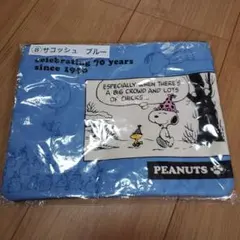 ⑪ サコッシュ ブルー
celebrating 70 years
since 1950
ESPECIALLY WHEN THERE'S
A BIG CROWD AND LOTS
OF CHICKS...
PEANUTS